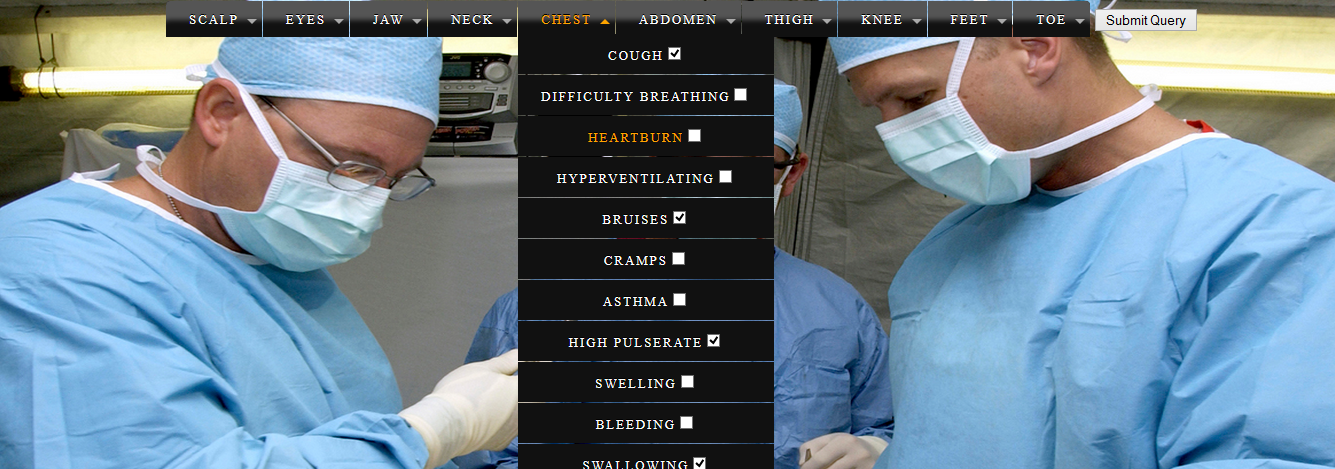 SCALP EYES JAW NECK CHEST ABDOMEN THIGH KNEE FEET TOE Submit Query
COUGH
DIFFICULTY BREATHING
HEARTBURN
HYPERVENTILATING
BRUISES
CRAMPS
ASTHMA
HIGH PULSERATE
SWELLING
BLEEDING
SWALLOWING